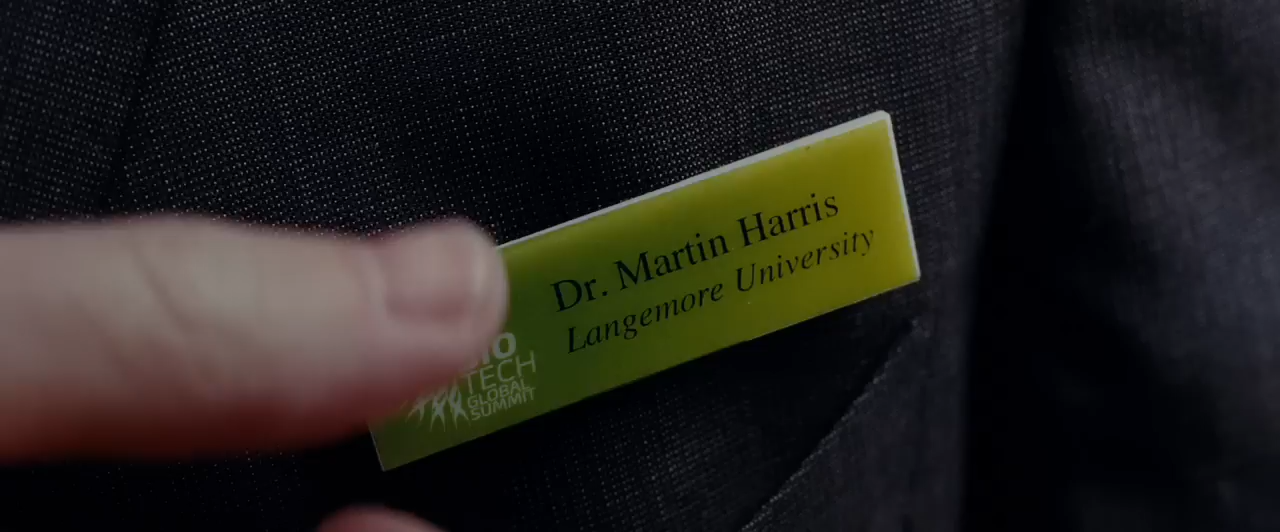 Dr. Martin Harris
Langemore University
TECH
GLOBAL
SUMMIT